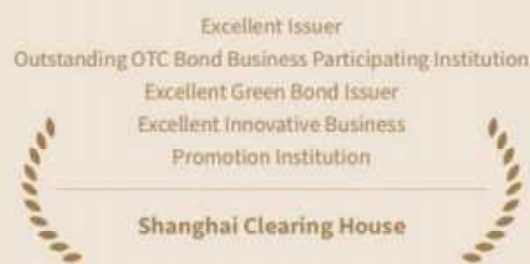 Excellent Issuer
Outstanding OTC Bond Business Participating Institution
Excellent Green Bond Issuer
Excellent Innovative Business
Promotion Institution
Shanghai Clearing House